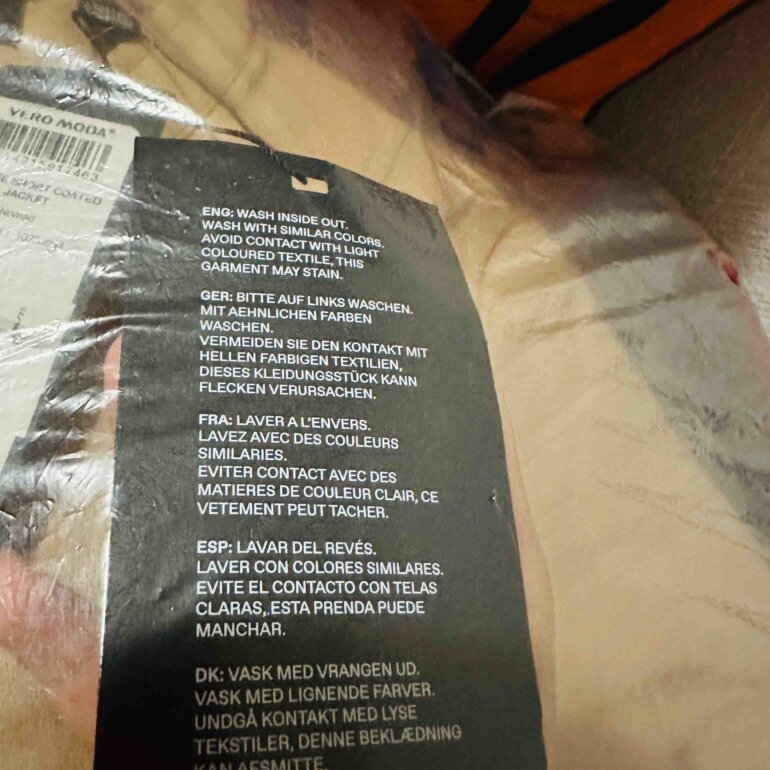 VERO MODA
SHORT COATED
JACKET
ENG: WASH INSIDE OUT.
WASH WITH SIMILAR COLORS.
AVOID CONTACT WITH LIGHT
COLOURED TEXTILE, THIS
GARMENT MAY STAIN.
GER: BITTE AUF LINKS WASCHEN.
MIT AEHNLICHEN FARBEN
WASCHEN.
VERMEIDEN SIE DEN KONTAKT MIT
HELLEN FARBIGEN TEXTILIEN,
DIESES KLEIDUNGSSTÜCK KANN
FLECKEN VERURSACHEN.
FRA: LAVER A L'ENVERS.
LAVEZ AVEC DES COULEURS
SIMILARIES.
EVITER CONTACT AVEC DES
MATIERES DE COULEUR CLAIR, CE
VETEMENT PEUT TACHER.
ESP: LAVAR DEL REVÉS.
LAVER CON COLORES SIMILARES.
EVITE EL CONTACTO CON TELAS
CLARAS,.ESTA PRENDA PUEDE
MANCHAR.
DK: VASK MED VRANGEN UD.
VASK MED LIGNENDE FARVER.
UNDGÅ KONTAKT MED LYSE
TEKSTILER, DENNE BEKLÆDNING
KAN AFSMITTE.